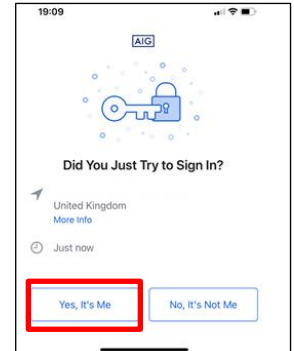 19:09
AIG
Did You Just Try to Sign In?
United Kingdom
More Info
Just now
Yes, It's Me
No, It's Not Me